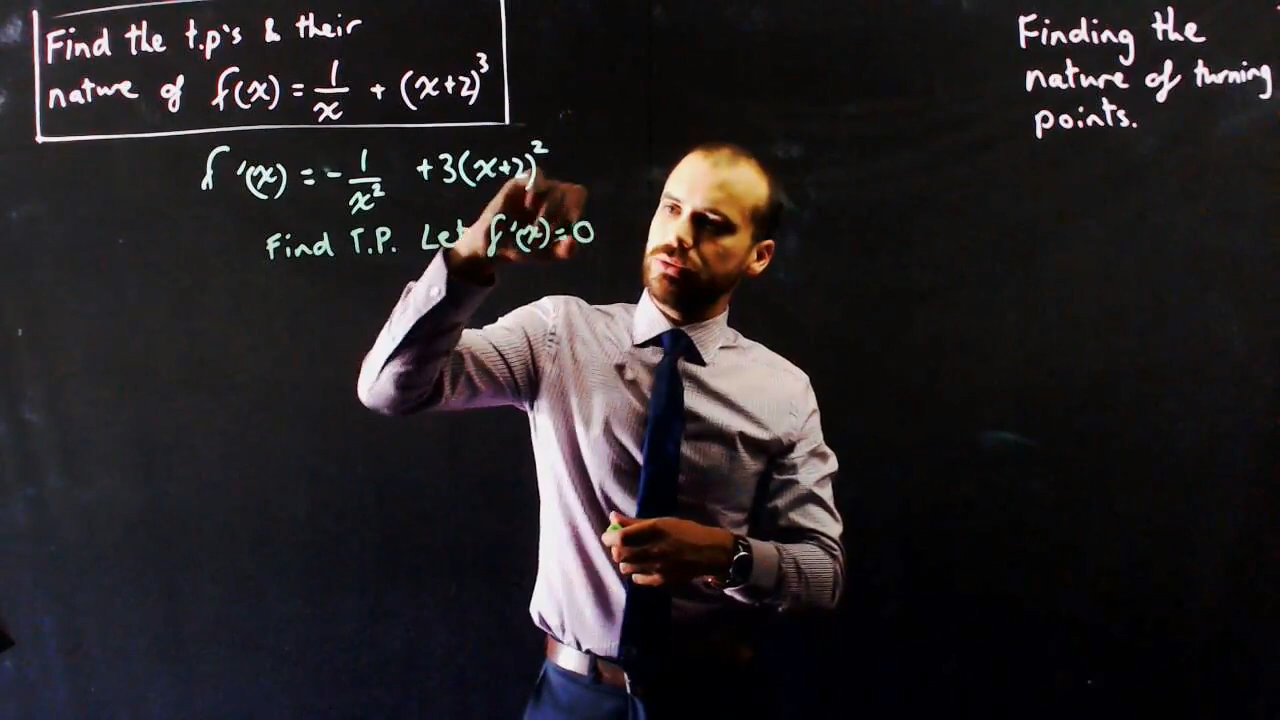 Find the t.p's & their
nature of f(x) = 1/x + (x+2)³
f'(x) = - 1/x² + 3(x+2)²
Find T.P. Let f'(x)=0
Finding the
nature of turning
points.